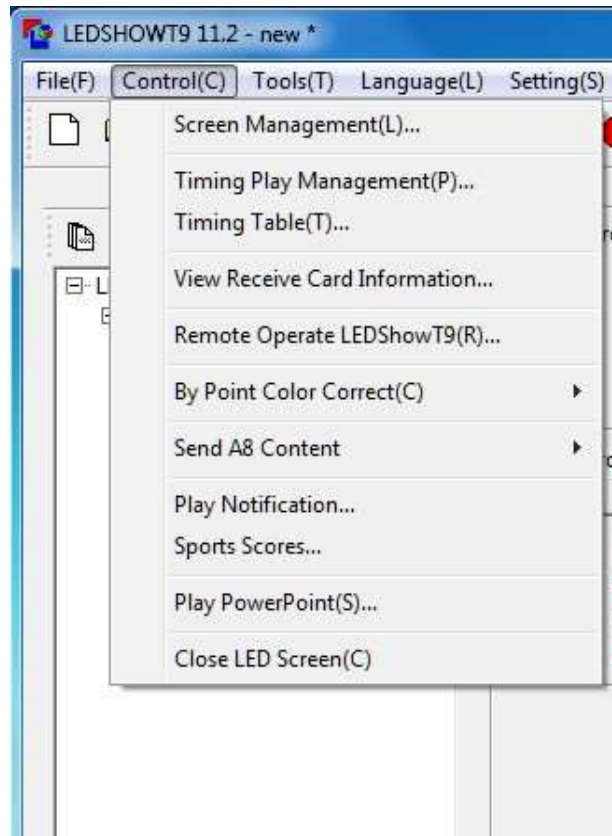 LEDSHOWT9 11.2 - new *
File(F) Control(C) Tools(T) Language(L) Setting(S)
Screen Management(L)...
Timing Play Management(P)...
Timing Table(T)...
View Receive Card Information...
Remote Operate LEDShowT9(R)...
By Point Color Correct(C)
Send A8 Content
Play Notification...
Sports Scores...
Play PowerPoint(S)...
Close LED Screen(C)